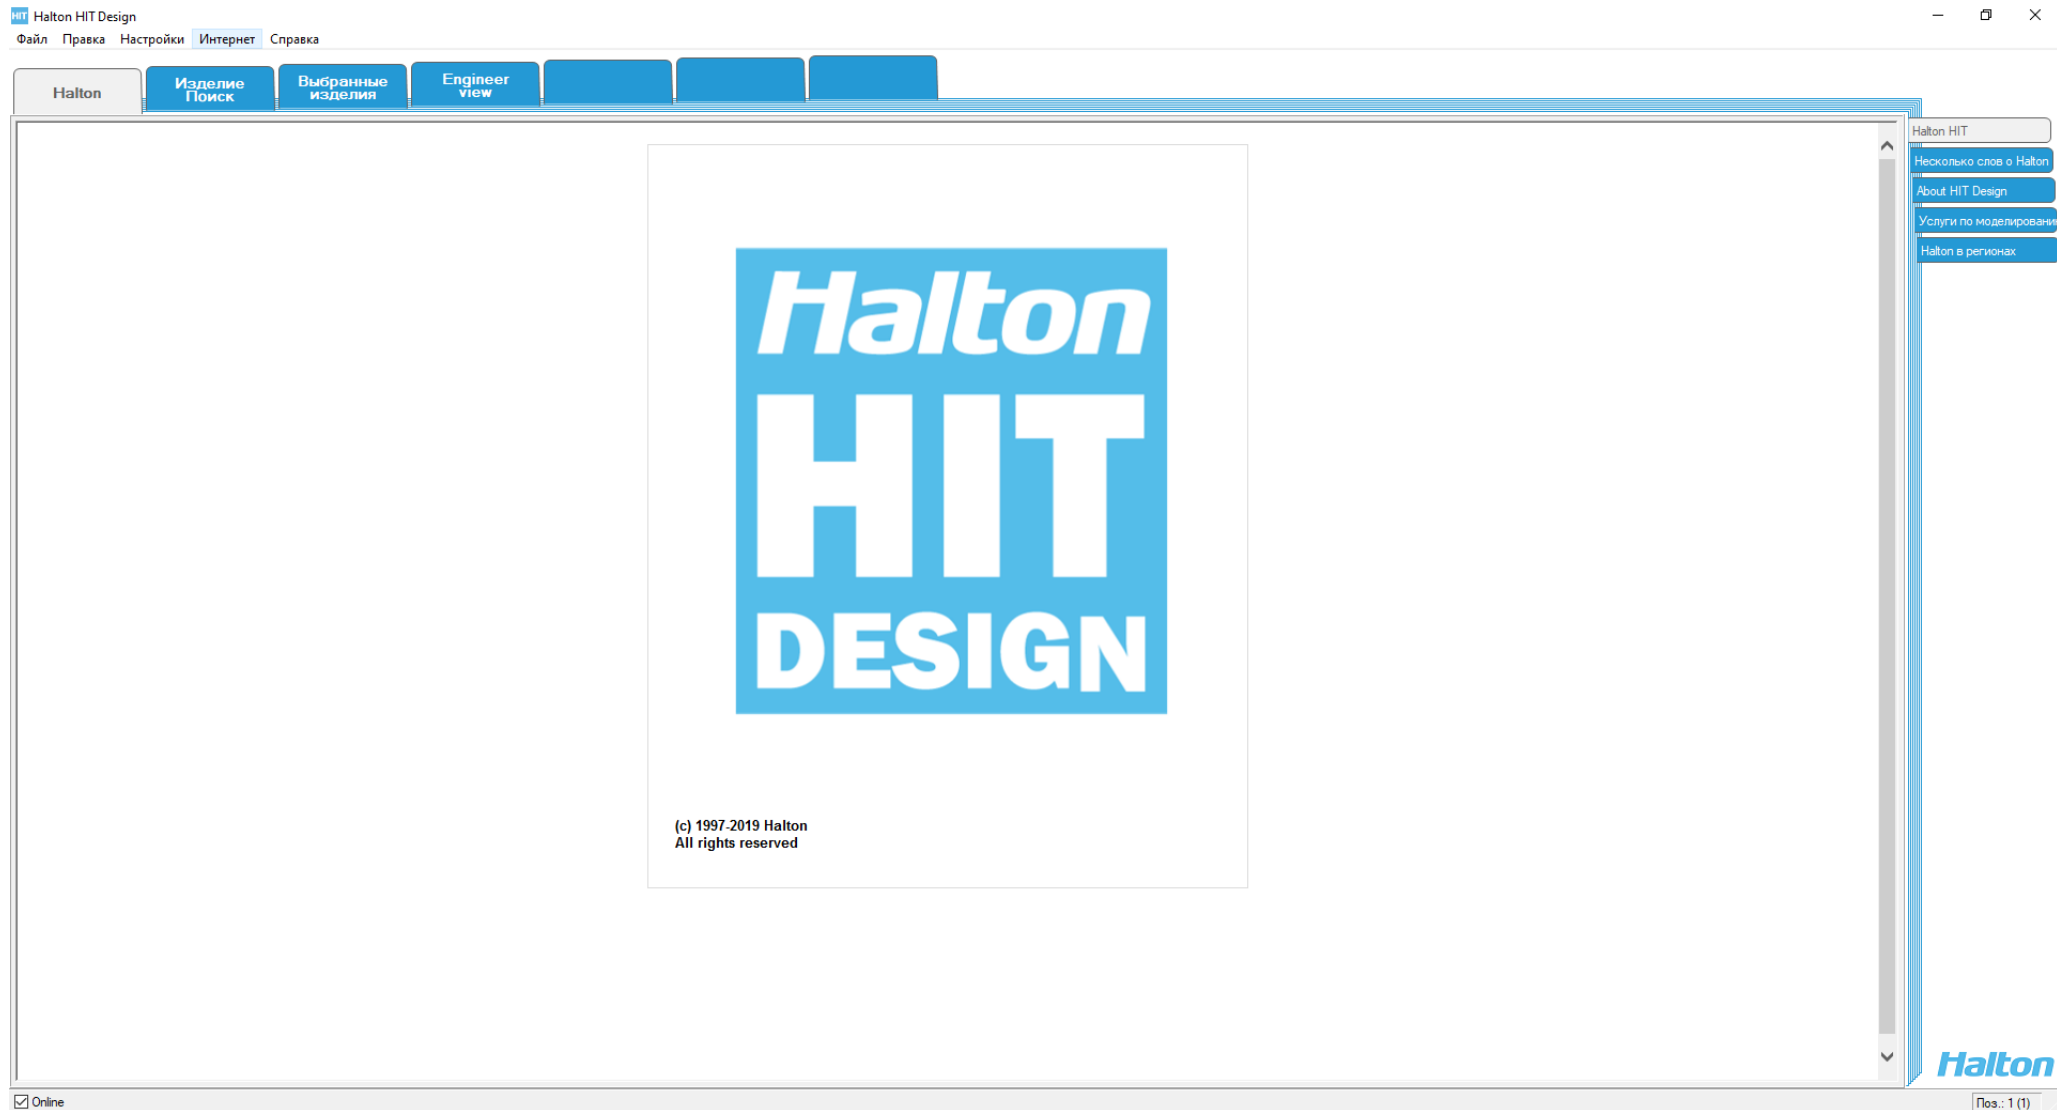 HIT Halton HIT Design
Файл Правка Настройки Интернет Справка
Halton
Изделие
Поиск
Выбранные
изделия
Engineer
view
Halton HIT
Несколько слов о Halton
About HIT Design
Услуги по моделировани
Halton в регионах
Halton
HIT
DESIGN
(c) 1997-2019 Halton
All rights reserved
Halton
Online
Поз.: 1 (1)